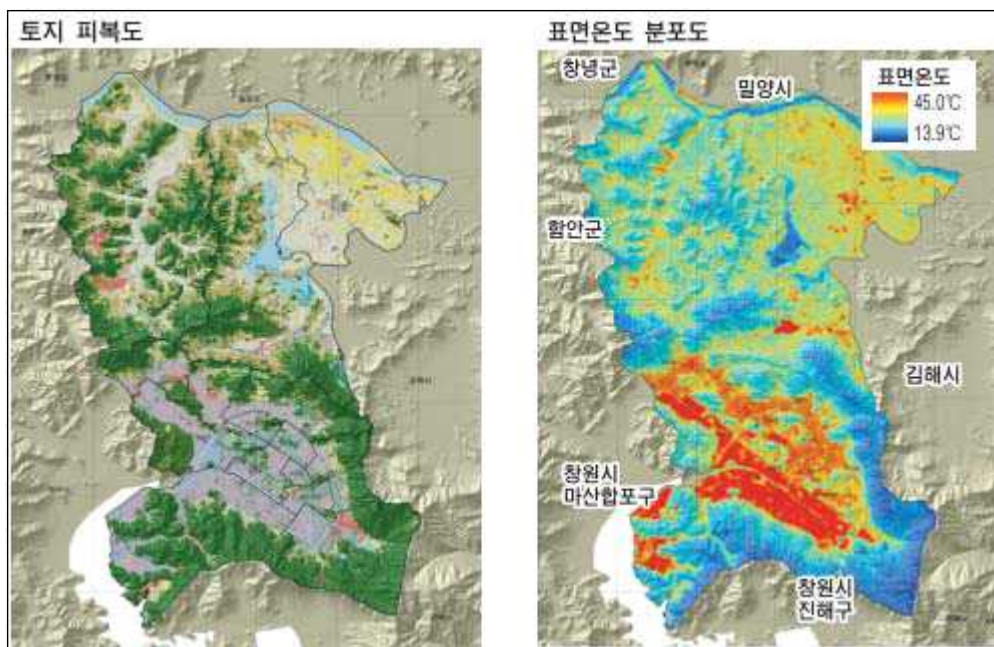 토지 피복도
표면온도 분포도
창녕군
밀양시
표면온도
45.0℃
13.9℃
함안군
김해시
창원시
마산합포구
창원시
진해구